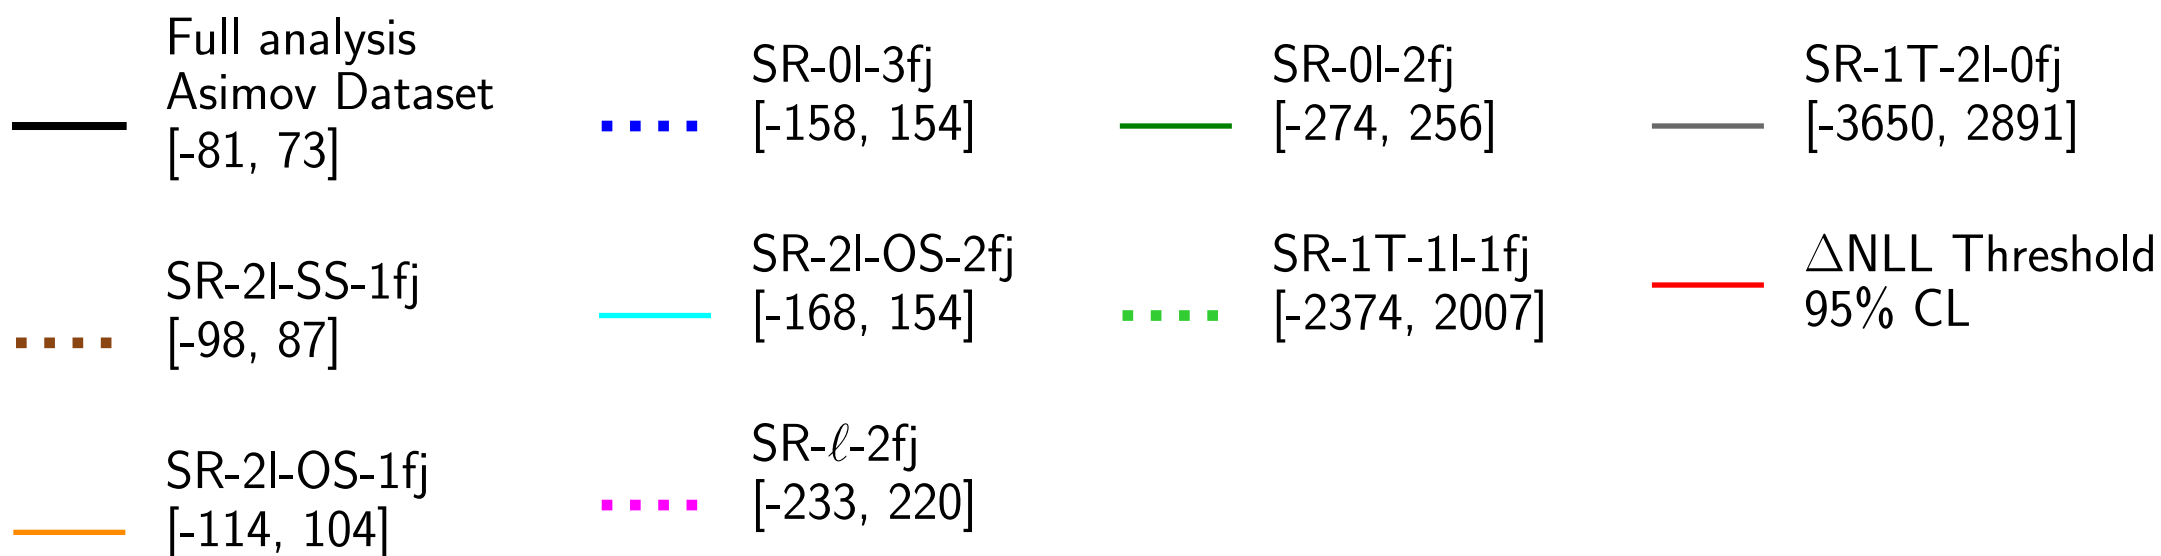 Full analysis
Asimov Dataset
[-81, 73]
SR-2l-SS-1fj
[-98, 87]
SR-2l-OS-1fj
[-114, 104]
SR-0l-3fj
[-158, 154]
SR-2l-OS-2fj
[-168, 154]
SR-ℓ-2fj
[-233, 220]
SR-0l-2fj
[-274, 256]
SR-1T-1l-1fj
[-2374, 2007]
SR-1T-2l-0fj
[-3650, 2891]
ΔNLL Threshold
95% CL